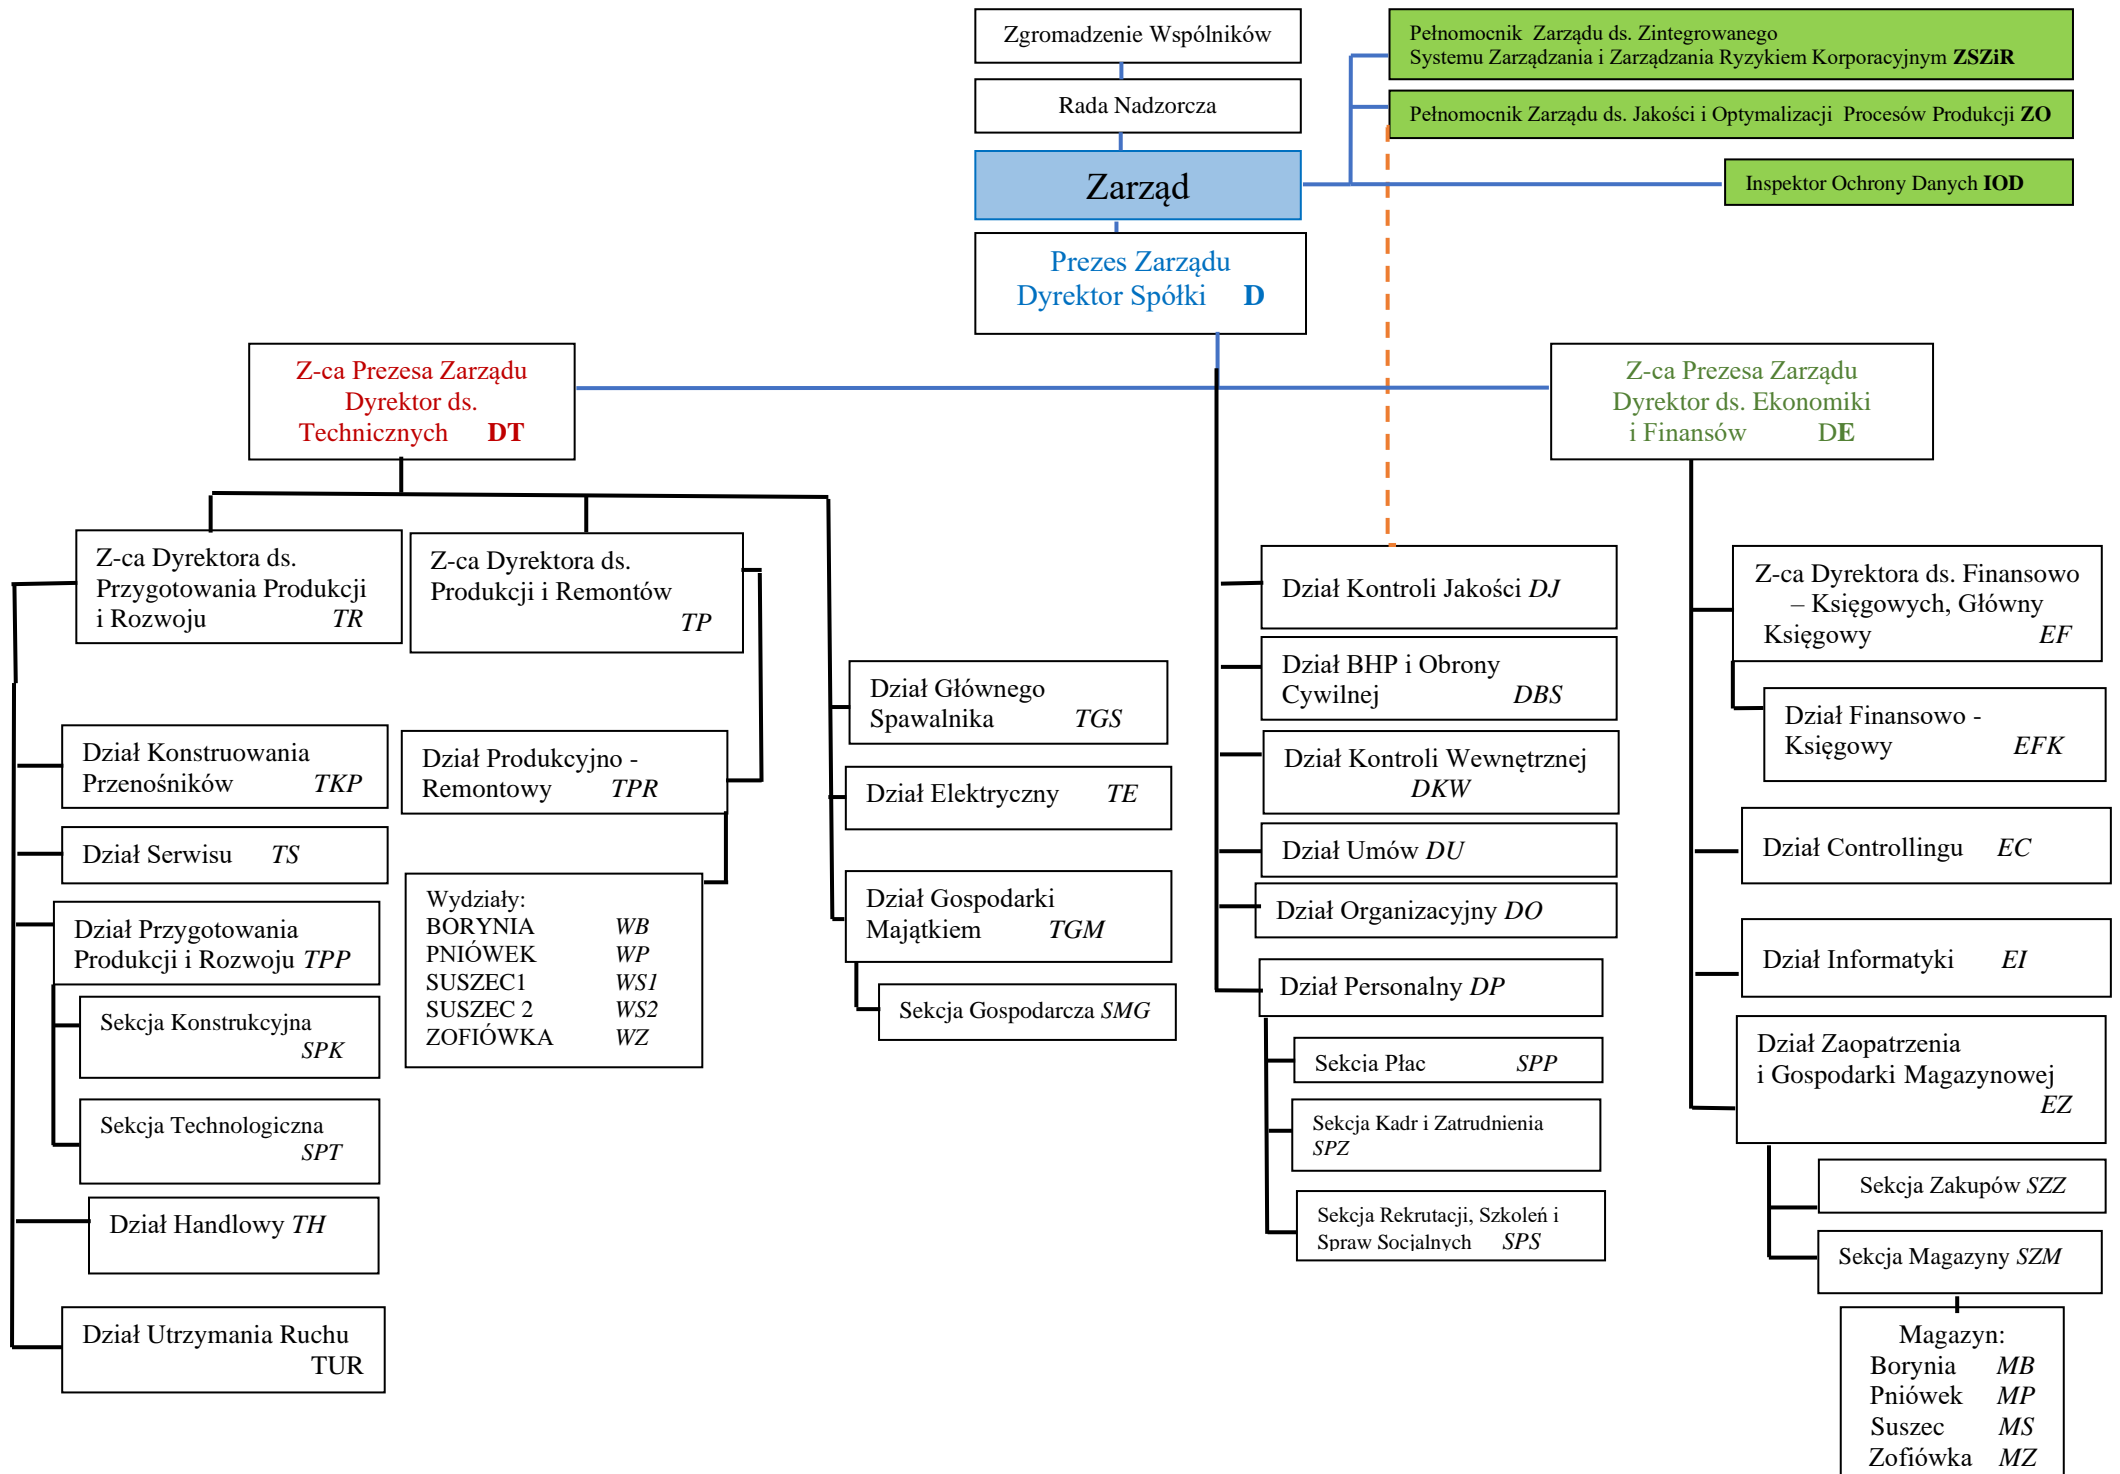 Zgromadzenie Wspólników
Rada Nadzorcza
Zarząd
Prezes Zarządu
Dyrektor Spółki D
Pełnomocnik Zarządu ds. Zintegrowanego
Systemu Zarządzania i Zarządzania Ryzykiem Korporacyjnym ZSZiR
Pełnomocnik Zarządu ds. Jakości i Optymalizacji Procesów Produkcji ZO
Inspektor Ochrony Danych IOD
Z-ca Prezesa Zarządu
Dyrektor ds.
Technicznych DT
Z-ca Prezesa Zarządu
Dyrektor ds. Ekonomiki
i Finansów DE
Z-ca Dyrektora ds.
Przygotowania Produkcji
i Rozwoju TR
Dział Konstruowania
Przenośników TKP
Dział Serwisu TS
Dział Przygotowania
Produkcji i Rozwoju TPP
Sekcja Konstrukcyjna
SPK
Sekcja Technologiczna
SPT
Dział Handlowy TH
Dział Utrzymania Ruchu
TUR
Z-ca Dyrektora ds.
Produkcji i Remontów
TP
Dział Produkcyjno -
Remontowy TPR
Wydziały:
BORYNIA WB
PNIÓWEK WP
SUSZEC1 WS1
SUSZEC 2 WS2
ZOFIÓWKA WZ
Dział Głównego
Spawalnika TGS
Dział Elektryczny TE
Dział Gospodarki
Majątkiem TGM
Sekcja Gospodarcza SMG
Dział Kontroli Jakości DJ
Dział BHP i Obrony
Cywilnej DBS
Dział Kontroli Wewnętrznej
DKW
Dział Umów DU
Dział Organizacyjny DO
Dział Personalny DP
Sekcja Płac SPP
Sekcja Kadr i Zatrudnienia
SPZ
Sekcja Rekrutacji, Szkoleń i
Spraw Socjalnych SPS
Z-ca Dyrektora ds. Finansowo
– Księgowych, Główny
Księgowy EF
Dział Finansowo -
Księgowy EFK
Dział Controllingu EC
Dział Informatyki EI
Dział Zaopatrzenia
i Gospodarki Magazynowej
EZ
Sekcja Zakupów SZZ
Sekcja Magazyny SZM
Magazyn:
Borynia MB
Pniówek MP
Suszec MS
Zofiówka MZ